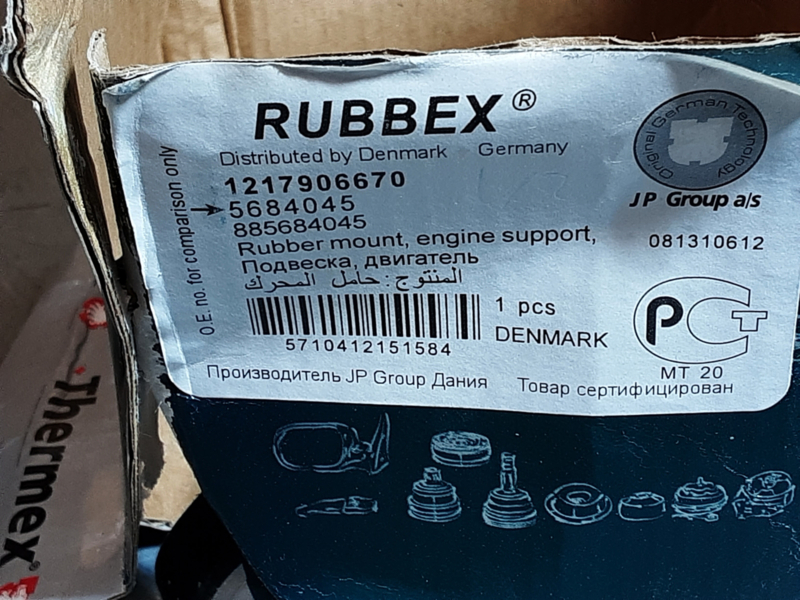 RUBBEX®
Distributed by Denmark Germany
1217906670
5684045
885684045
Rubber mount, engine support,
Подвеска, двигатель
المنتوج: حامل المحرك
O.E. no. for comparison only
Original German Technology
JP Group a/s
081310612
1 pcs
DENMARK
5710412151584
РСТ
МТ 20
Производитель JP Group Дания
Товар сертифицирован
Thermex